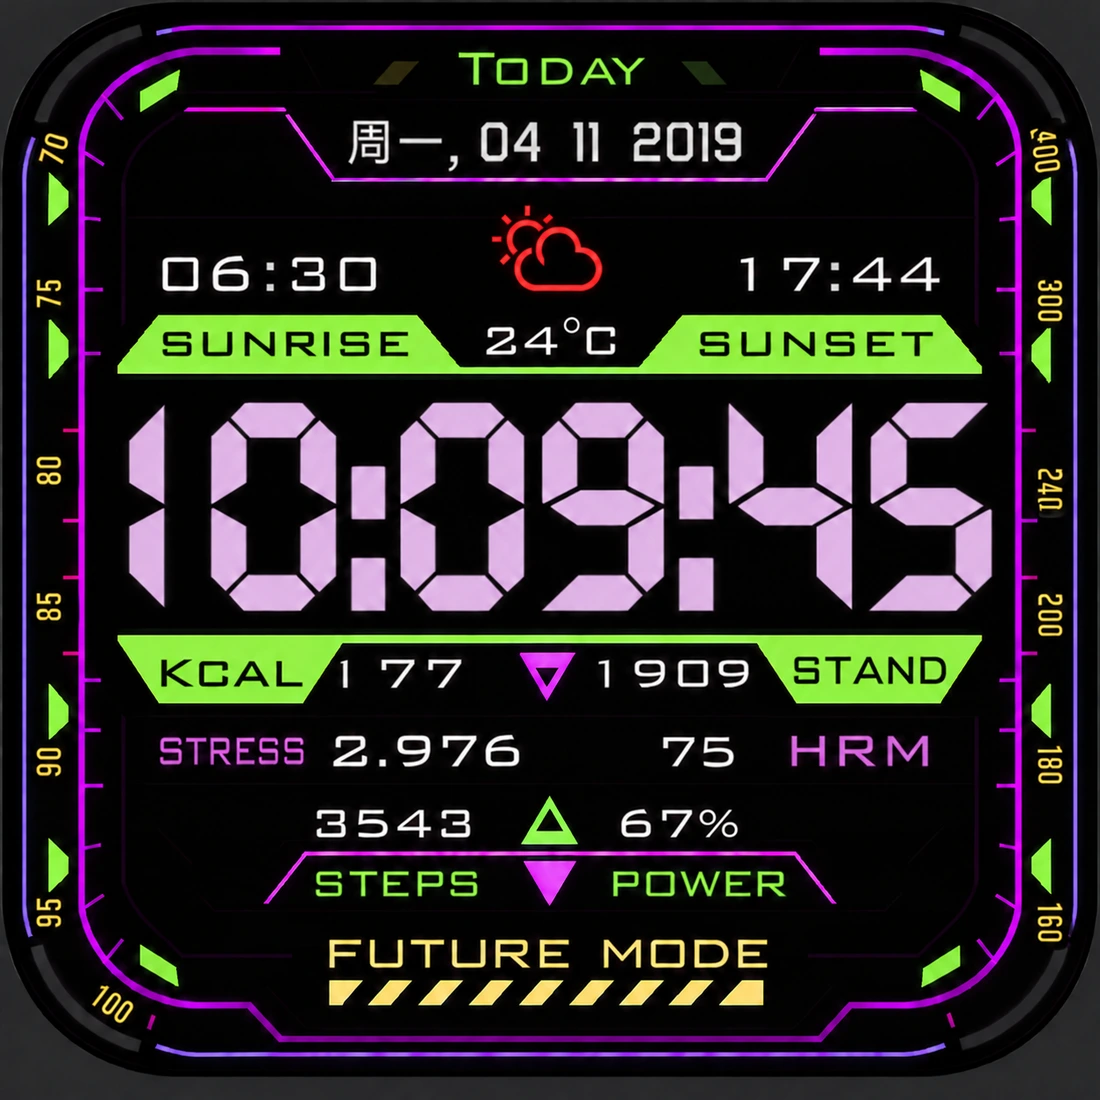 TODAY
周一, 04 11 2019
06:30 17:44
SUNRISE 24°C SUNSET
10:09:45
KCAL 177 1909 STAND
STRESS 2.976 75 HRM
3543 67%
STEPS POWER
FUTURE MODE
70
75
80
85
90
95
100
400
300
240
200
180
160